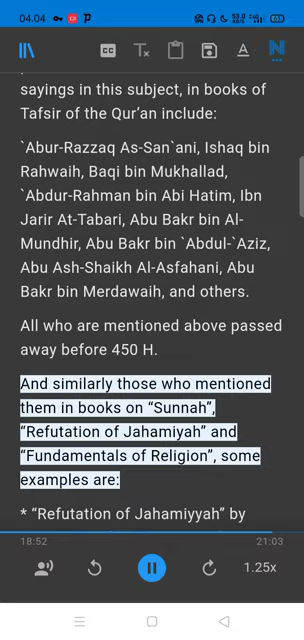 04.04
sayings in this subject, in books of
Tafsir of the Qur’an include:
`Abur-Razzaq As-San`ani, Ishaq bin
Rahwaih, Baqi bin Mukhallad,
`Abdur-Rahman bin Abi Hatim, Ibn
Jarir At-Tabari, Abu Bakr bin Al-
Mundhir, Abu Bakr bin `Abdul-`Aziz,
Abu Ash-Shaikh Al-Asfahani, Abu
Bakr bin Merdawaih, and others.
All who are mentioned above passed
away before 450 H.
And similarly those who mentioned
them in books on “Sunnah”,
“Refutation of Jahamiyah” and
“Fundamentals of Religion”, some
examples are:
* “Refutation of Jahamiyyah” by
18:52
21:03
1.25x